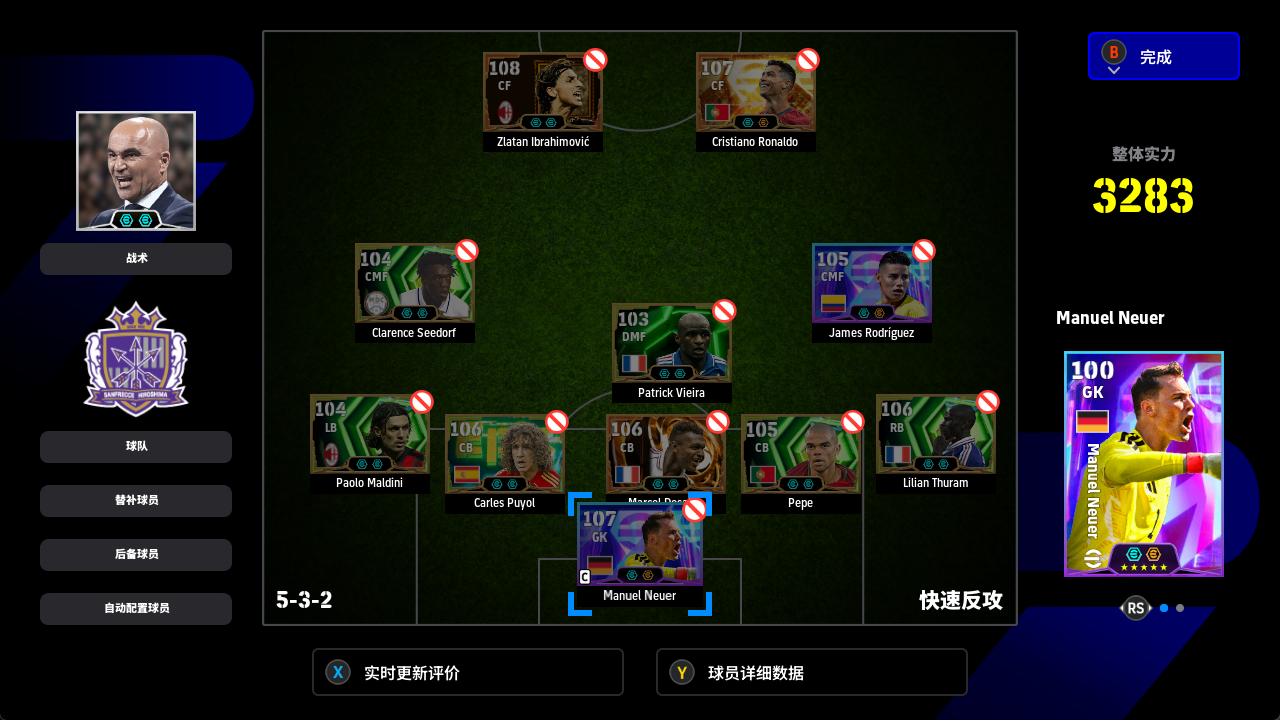 B 完成
整体实力
3283
战术
SANFRECCE HIROSHIMA
球队
替补球员
后备球员
自动配置球员
108
CF
Zlatan Ibrahimović
107
CF
Cristiano Ronaldo
104
CMF
Clarence Seedorf
105
CMF
James Rodríguez
103
DMF
Patrick Vieira
104
LB
Paolo Maldini
106
CB
Carles Puyol
106
CB
105
CB
Pepe
106
RB
Lilian Thuram
107
GK
C
Manuel Neuer
5-3-2
快速反攻
Manuel Neuer
100
GK
Manuel Neuer
RS
X 实时更新评价
Y 球员详细数据